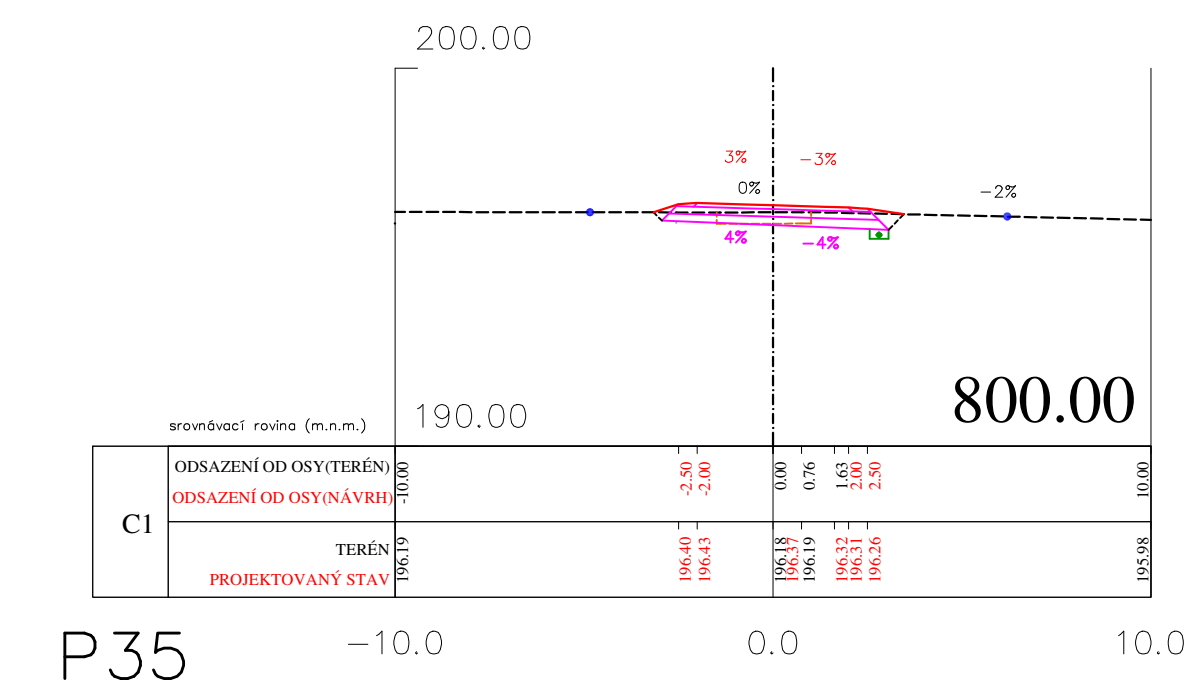 200.00
3% -3%
0%
-2%
4% -4%
800.00
srovnávací rovina (m.n.m.) 190.00
C1
ODSAZENÍ OD OSY(TERÉN)
ODSAZENÍ OD OSY(NÁVRH)
-10.00 -2.50 -2.00 0.00 0.76 1.63 2.00 2.50 10.00
TERÉN
PROJEKTOVANÝ STAV
196.19 196.40 196.43 196.18 196.37 196.19 196.32 196.31 196.26 195.98
P35 -10.0 0.0 10.0